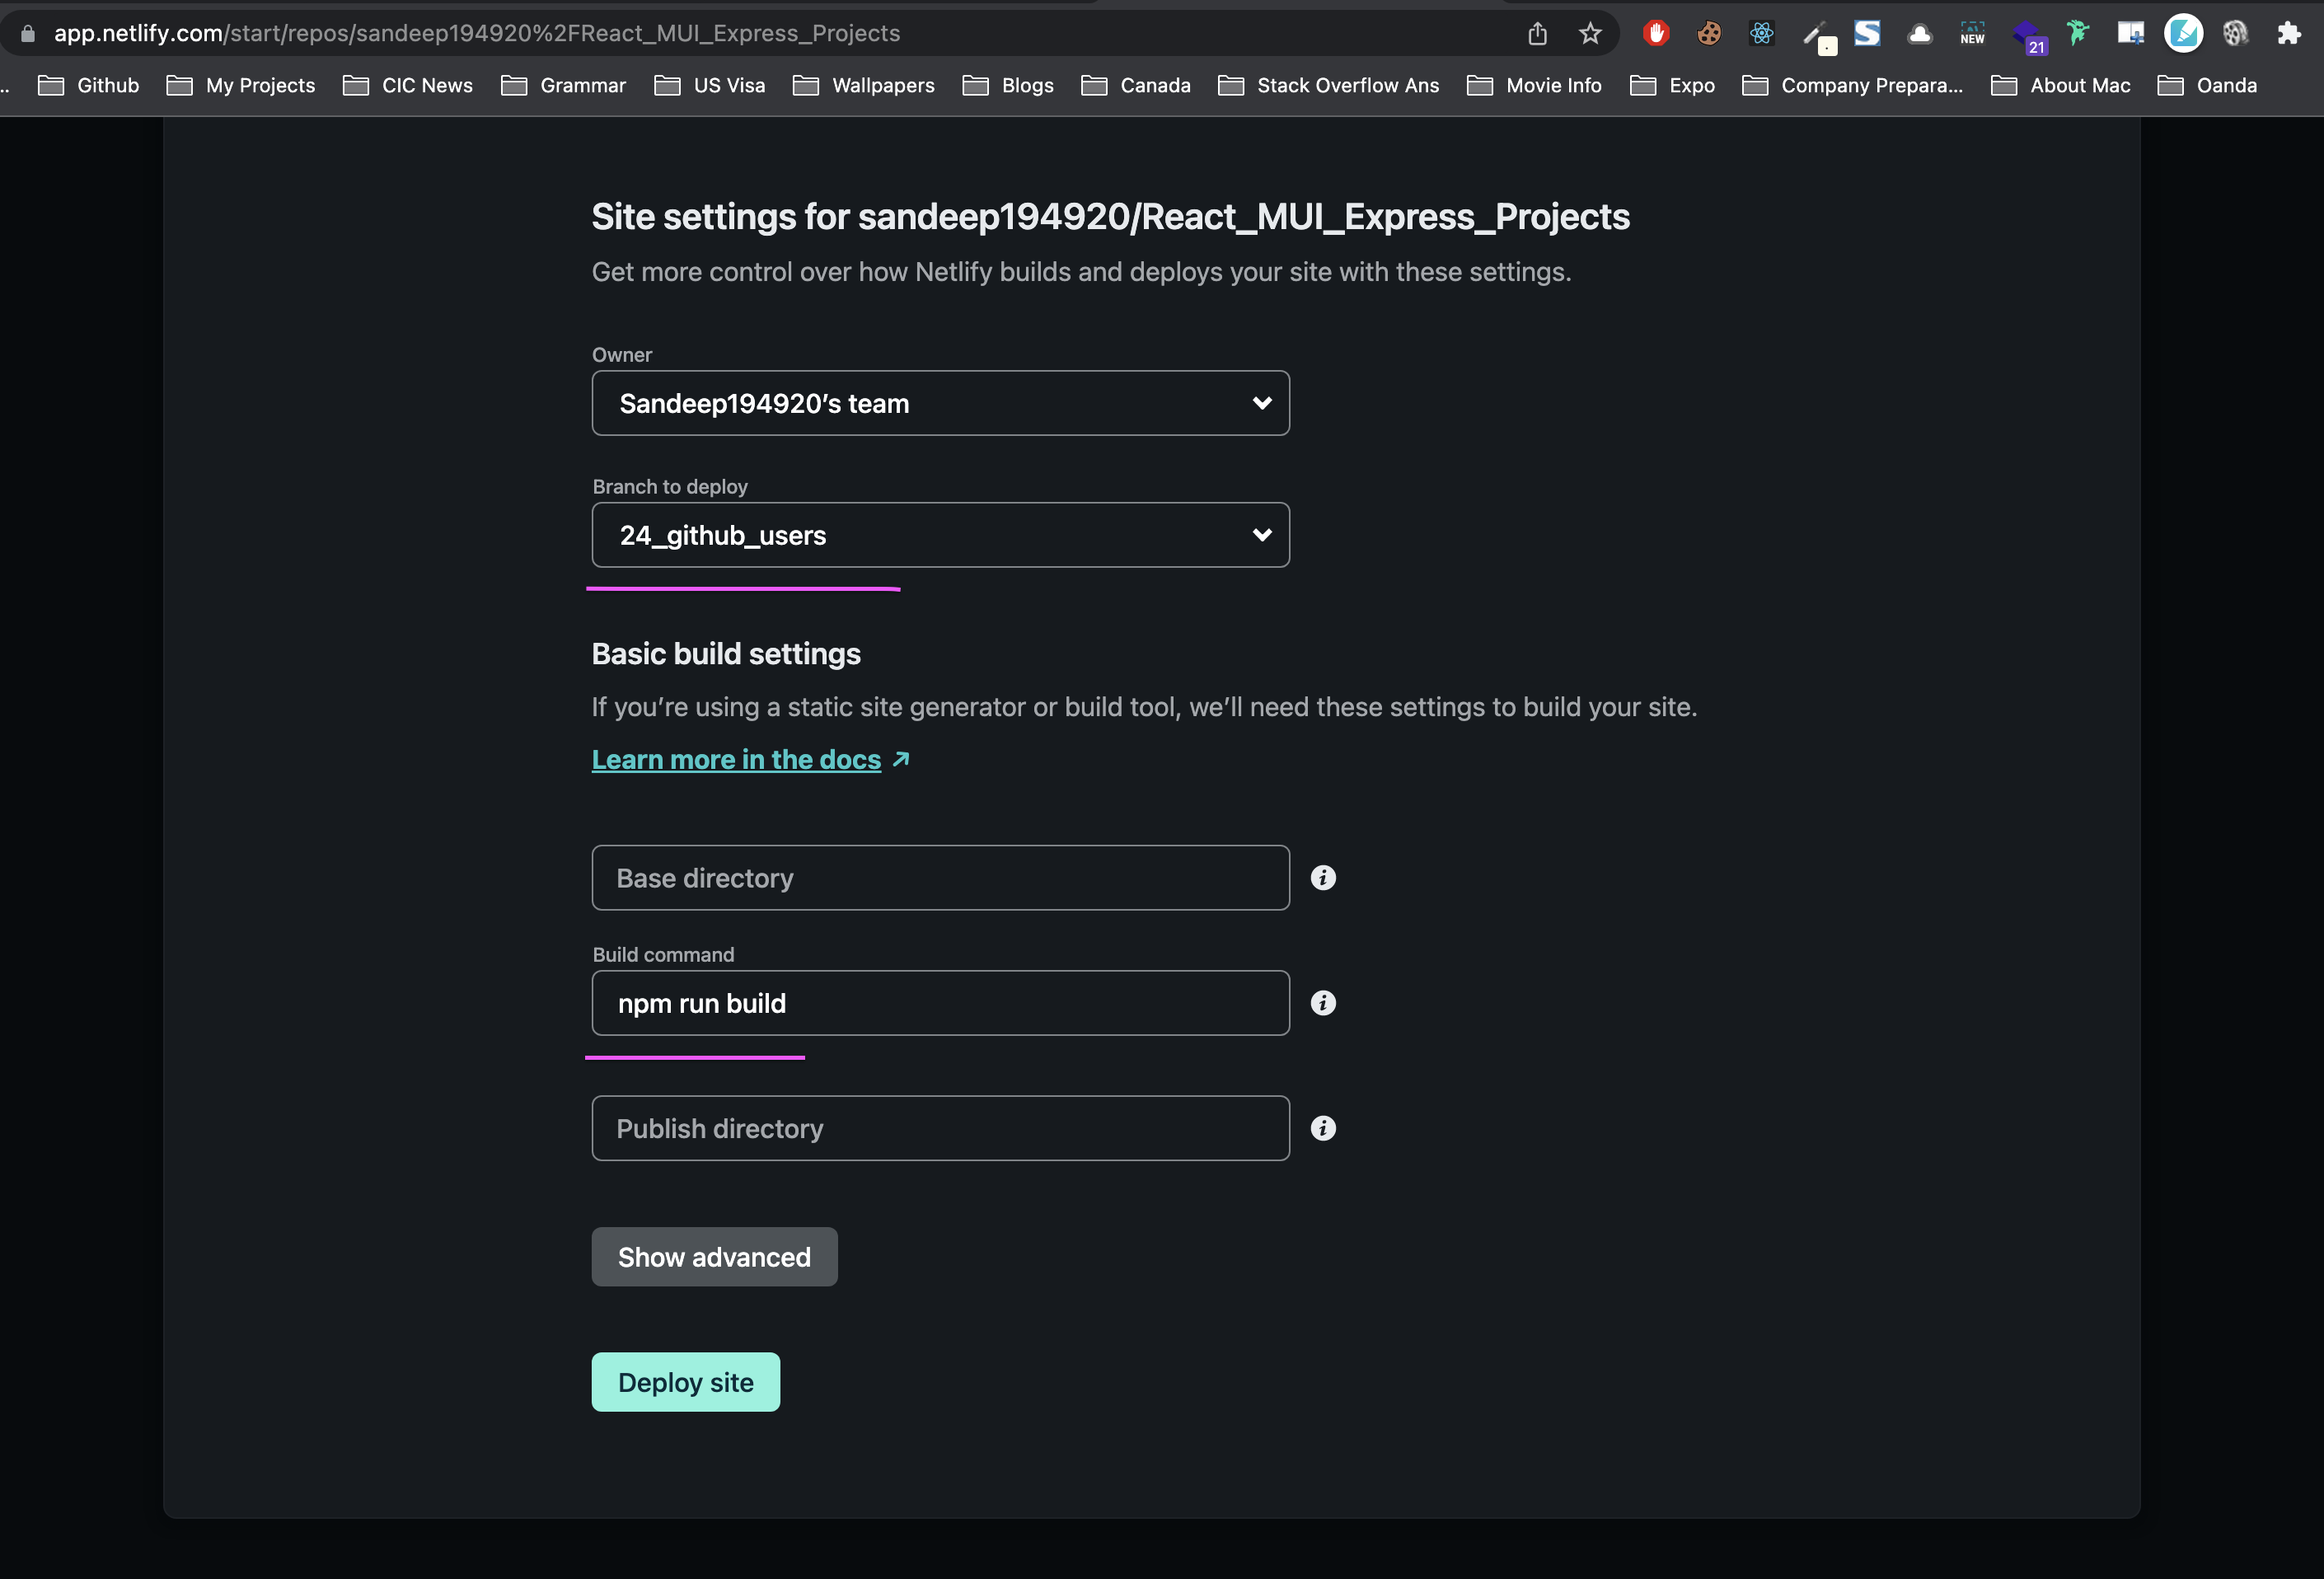 app.netlify.com/start/repos/sandeep194920%2FReact_MUI_Express_Projects
NEW
21
.. Github My Projects CIC News Grammar US Visa Wallpapers Blogs Canada Stack Overflow Ans Movie Info Expo Company Prepara... About Mac Oanda
Site settings for sandeep194920/React_MUI_Express_Projects
Get more control over how Netlify builds and deploys your site with these settings.
Owner
Sandeep194920’s team
Branch to deploy
24_github_users
Basic build settings
If you’re using a static site generator or build tool, we’ll need these settings to build your site.
Learn more in the docs
Base directory
Build command
npm run build
Publish directory
Show advanced
Deploy site